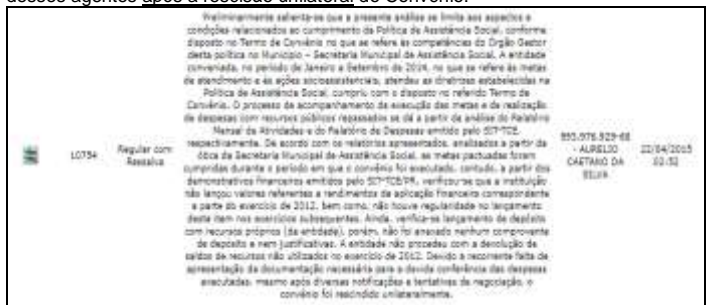 desses agentes após a rescisão unilateral do Convênio.
Preliminarmente salienta-se que a presente análise se limita aos aspectos e
condições relacionados ao cumprimento da Política de Assistência Social, conforme
disposto no Termo de Convênio no que se refere às competências do Órgão Gestor
desta política no Município - Secretaria Municipal de Assistência Social. A entidade
conveniada, no período de Janeiro a Setembro de 2014, no que se refere às metas
de atendimento e às ações socioassistenciais, atendeu as diretrizes estabelecidas na
Política de Assistência Social, cumpriu com o disposto no referido Termo de
Convênio. O processo de acompanhamento da execução das metas e de realização
de despesas com recursos públicos repassados se dá a partir da análise do Relatório
Mensal de Atividades e do Relatório de Despesas emitido pelo SIT-TCE,
respectivamente. De acordo com os relatórios apresentados, analisados a partir da
10754 Regular com Ressalva ótica da Secretaria Municipal de Assistência Social, as metas pactuadas foram AURELIO CAETANO DA SILVA 22/04/2015 02:52
cumpridas durante o período em que o convênio foi executado, contudo, a partir dos
demonstrativos financeiros emitidos pelo SIT-TCE/PR, verificou-se que a instituição
não lançou valores referentes a rendimentos da aplicação financeira correspondente
a parte do exercício de 2012, bem como, não houve regularidade no lançamento
deste item nos exercícios subsequentes. Ainda, verifica-se lançamento de depósito
com recursos próprios (da entidade), porém, não foi anexado nenhum comprovante
de depósito e nem justificativas. A entidade não procedeu com a devolução de
saldos de recursos não utilizados no exercício de 2012. Devido a recorrente falta de
apresentação da documentação necessária para a devida conferência das despesas
executadas, mesmo após diversas notificações e tentativas de negociação, o
convênio foi rescindido unilateralmente.